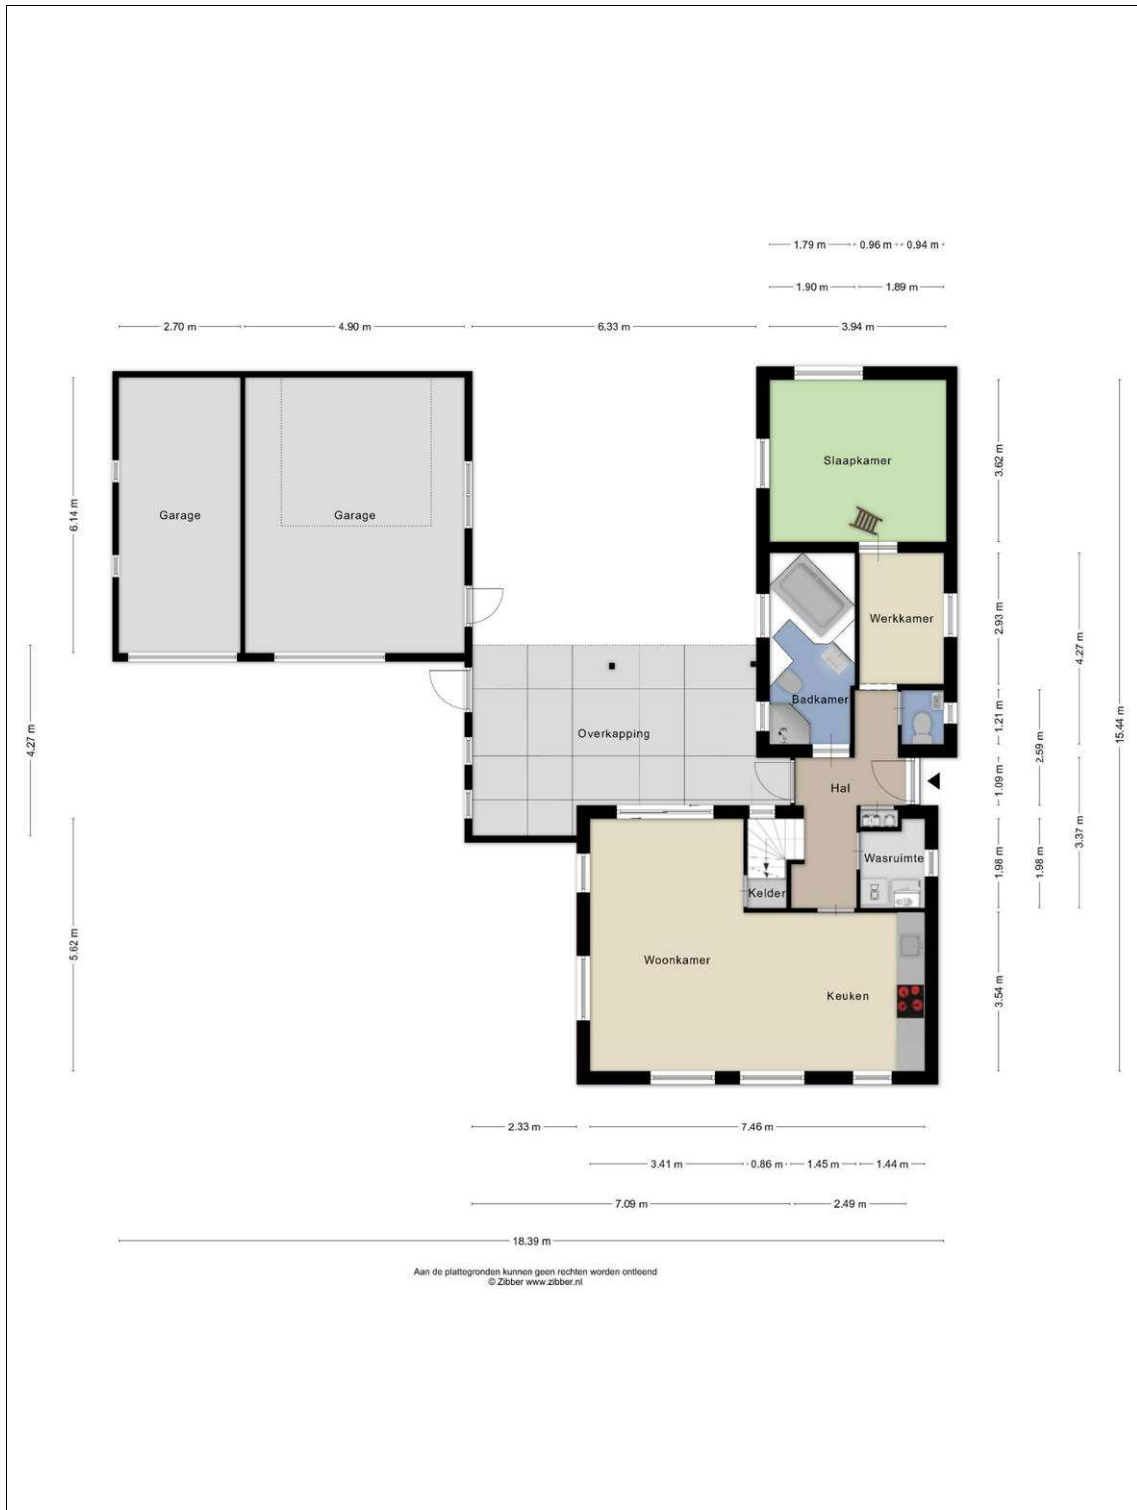 1.79 m 0.96 m 0.94 m
1.90 m 1.89 m
2.70 m 4.90 m 6.33 m 3.94 m
Slaapkamer
3.62 m
6.14 m
Garage
Garage
Werkkamer
2.93 m
4.27 m
Badkamer
1.21 m
15.44 m
4.27 m
Overkapping
2.59 m
1.09 m
Hal
3.37 m
Wasruimte
1.98 m
1.98 m
Kelder
5.62 m
Woonkamer
Keuken
3.54 m
2.33 m 7.46 m
3.41 m 0.86 m 1.45 m 1.44 m
7.09 m 2.49 m
18.39 m
Aan de plattegronden kunnen geen rechten worden ontleend
© Zibber www.zibber.nl